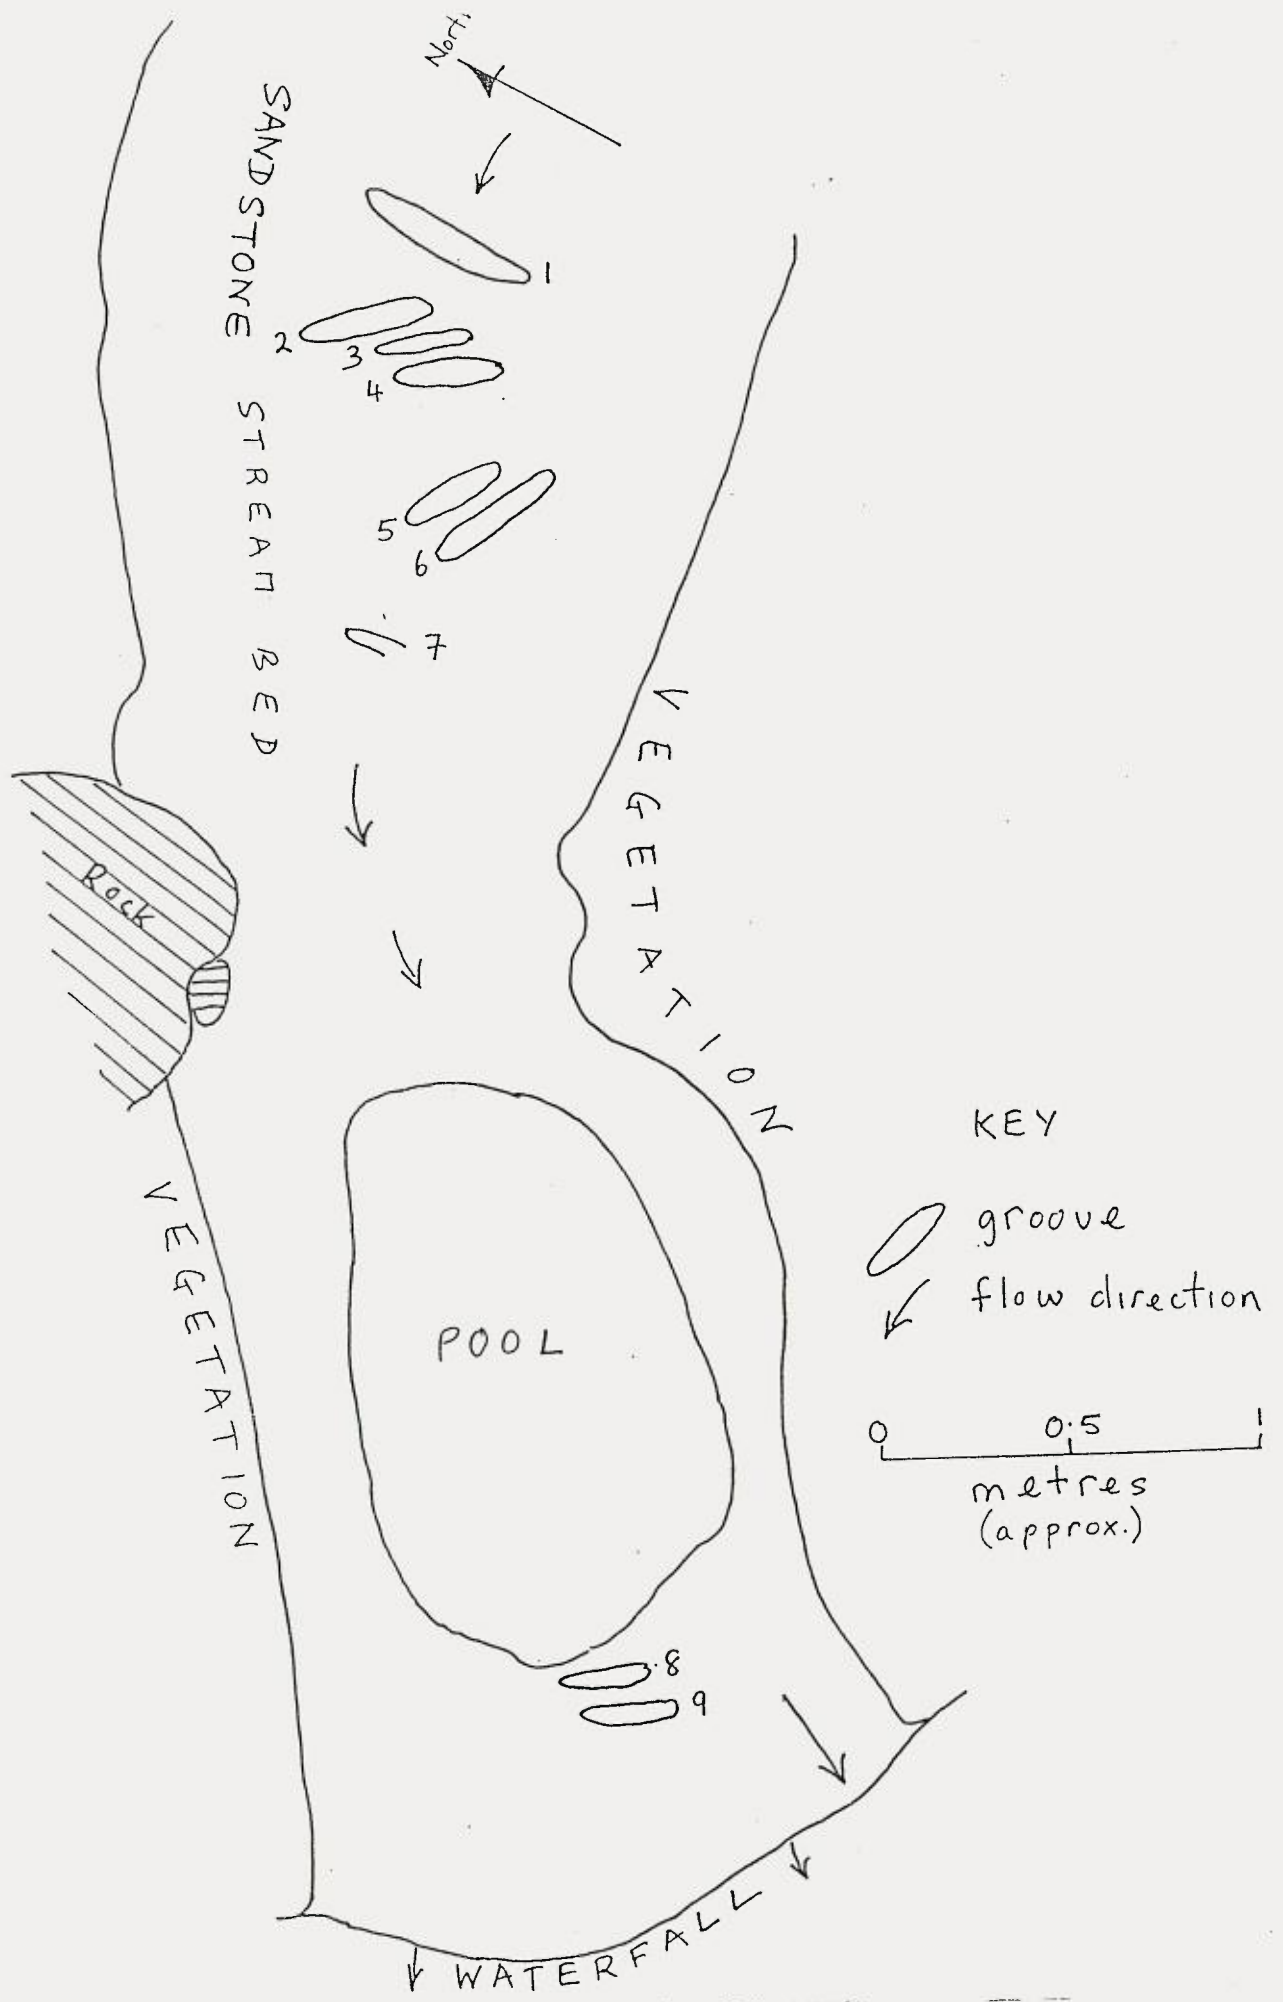 North
SANDSTONE STREAM BED
1
2
3
4
5
6
7
VEGETATION
Rock
VEGETATION
POOL
8
9
WATERFALL
KEY
groove
flow direction
0 0.5 1
metres
(approx.)